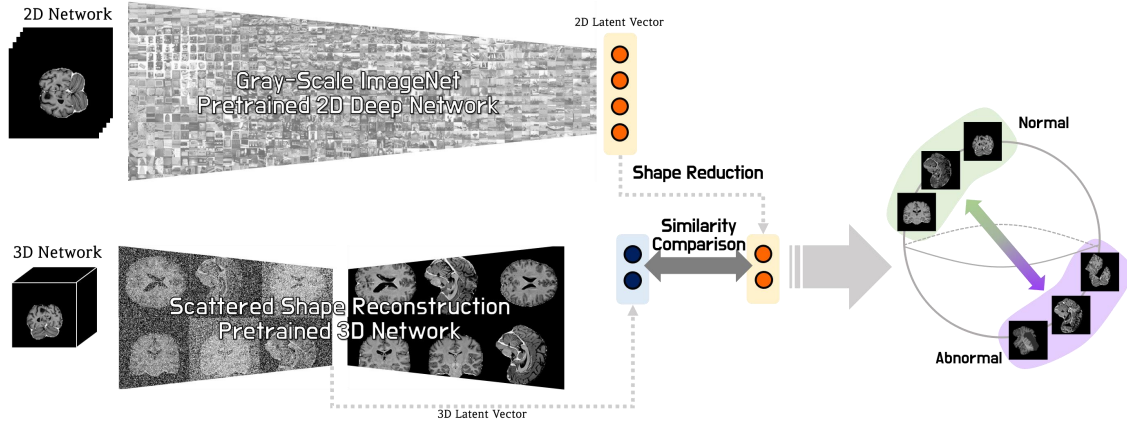 2D Network
Gray-Scale ImageNet
Pretrained 2D Deep Network
2D Latent Vector
Shape Reduction
Similarity
Comparison
3D Network
Scattered Shape Reconstruction
Pretrained 3D Network
3D Latent Vector
Normal
Abnormal